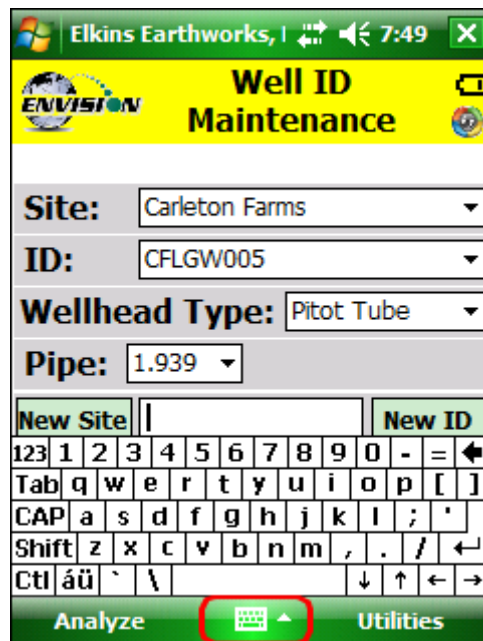 Elkins Earthworks, I 7:49
ENVISION
Well ID
Maintenance
Site: Carleton Farms
ID: CFLGW005
Wellhead Type: Pitot Tube
Pipe: 1.939
New Site New ID
123 1 2 3 4 5 6 7 8 9 0 - =
Tab q w e r t y u i o p [ ]
CAP a s d f g h j k l ; '
Shift z x c v b n m , . /
Ctl áü ` \
Analyze Utilities